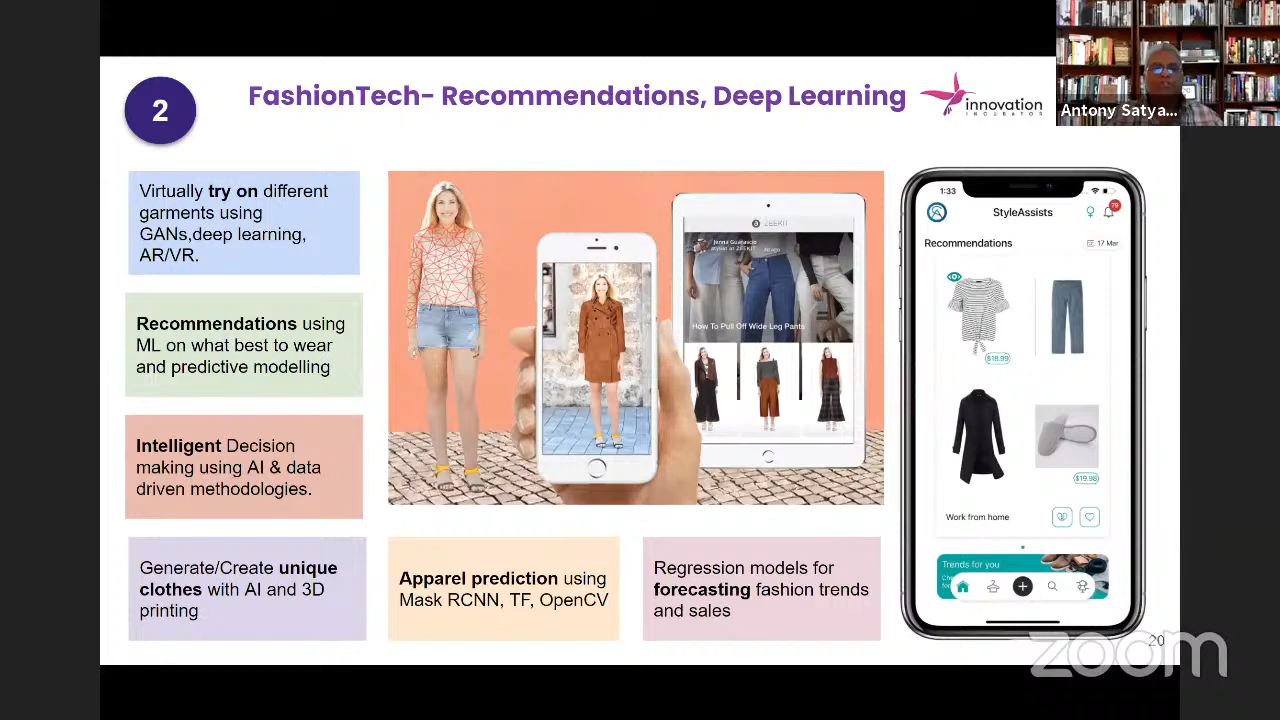 2
FashionTech- Recommendations, Deep Learning
innovation
INCUBATOR
Antony Satya...
Virtually try on different
garments using
GANs,deep learning,
AR/VR.
Recommendations using
ML on what best to wear
and predictive modelling
Intelligent Decision
making using AI & data
driven methodologies.
Generate/Create unique
clothes with AI and 3D
printing
Apparel prediction using
Mask RCNN, TF, OpenCV
Regression models for
forecasting fashion trends
and sales
ZEEKIT
How To Pull Off Wide Leg Pants
1:33
StyleAssists
79
Recommendations
17 Mar
$18.99
$19.98
Work from home
Trends for you
20
zoom